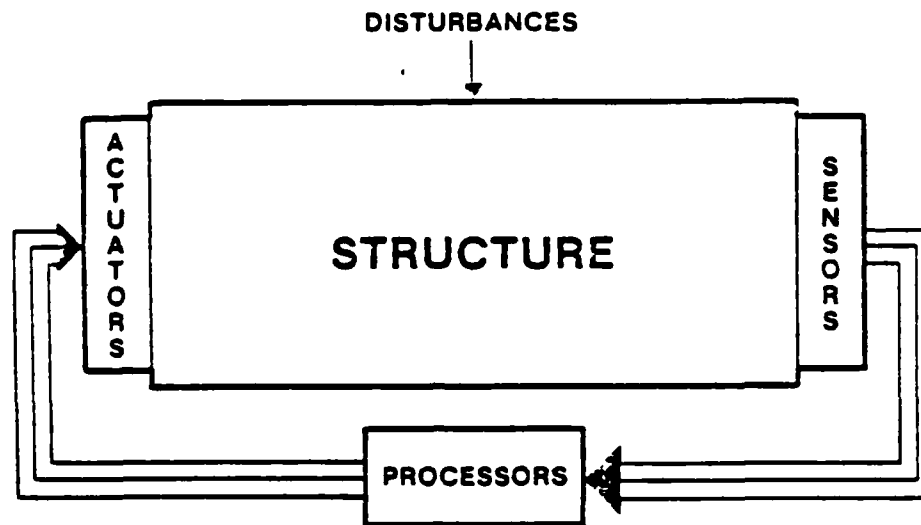 DISTURBANCES
ACTUATORS
STRUCTURE
SENSORS
PROCESSORS